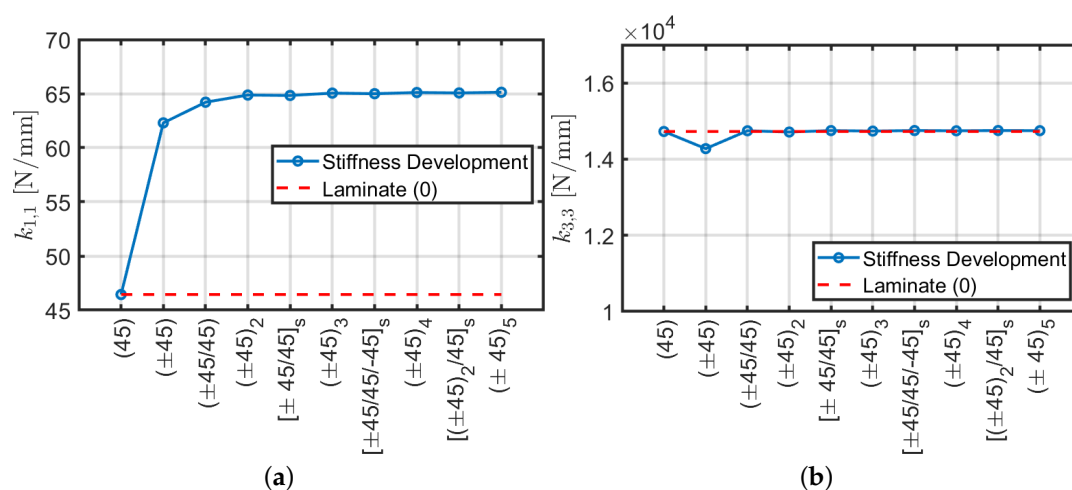 70
65
60
55
50
45
k1,1 [N/mm]
Stiffness Development
Laminate (0)
(45)
(±45)
(±45/45)
(±45)2
[± 45/45]s
(±45)3
[±45/45/-45]s
(±45)4
[(±45)2/45]s
(± 45)5
(a)
×10^4
1.6
1.4
1.2
1
k3,3 [N/mm]
Stiffness Development
Laminate (0)
(45)
(±45)
(±45/45)
(±45)2
[± 45/45]s
(±45)3
[±45/45/-45]s
(±45)4
[(±45)2/45]s
(± 45)5
(b)